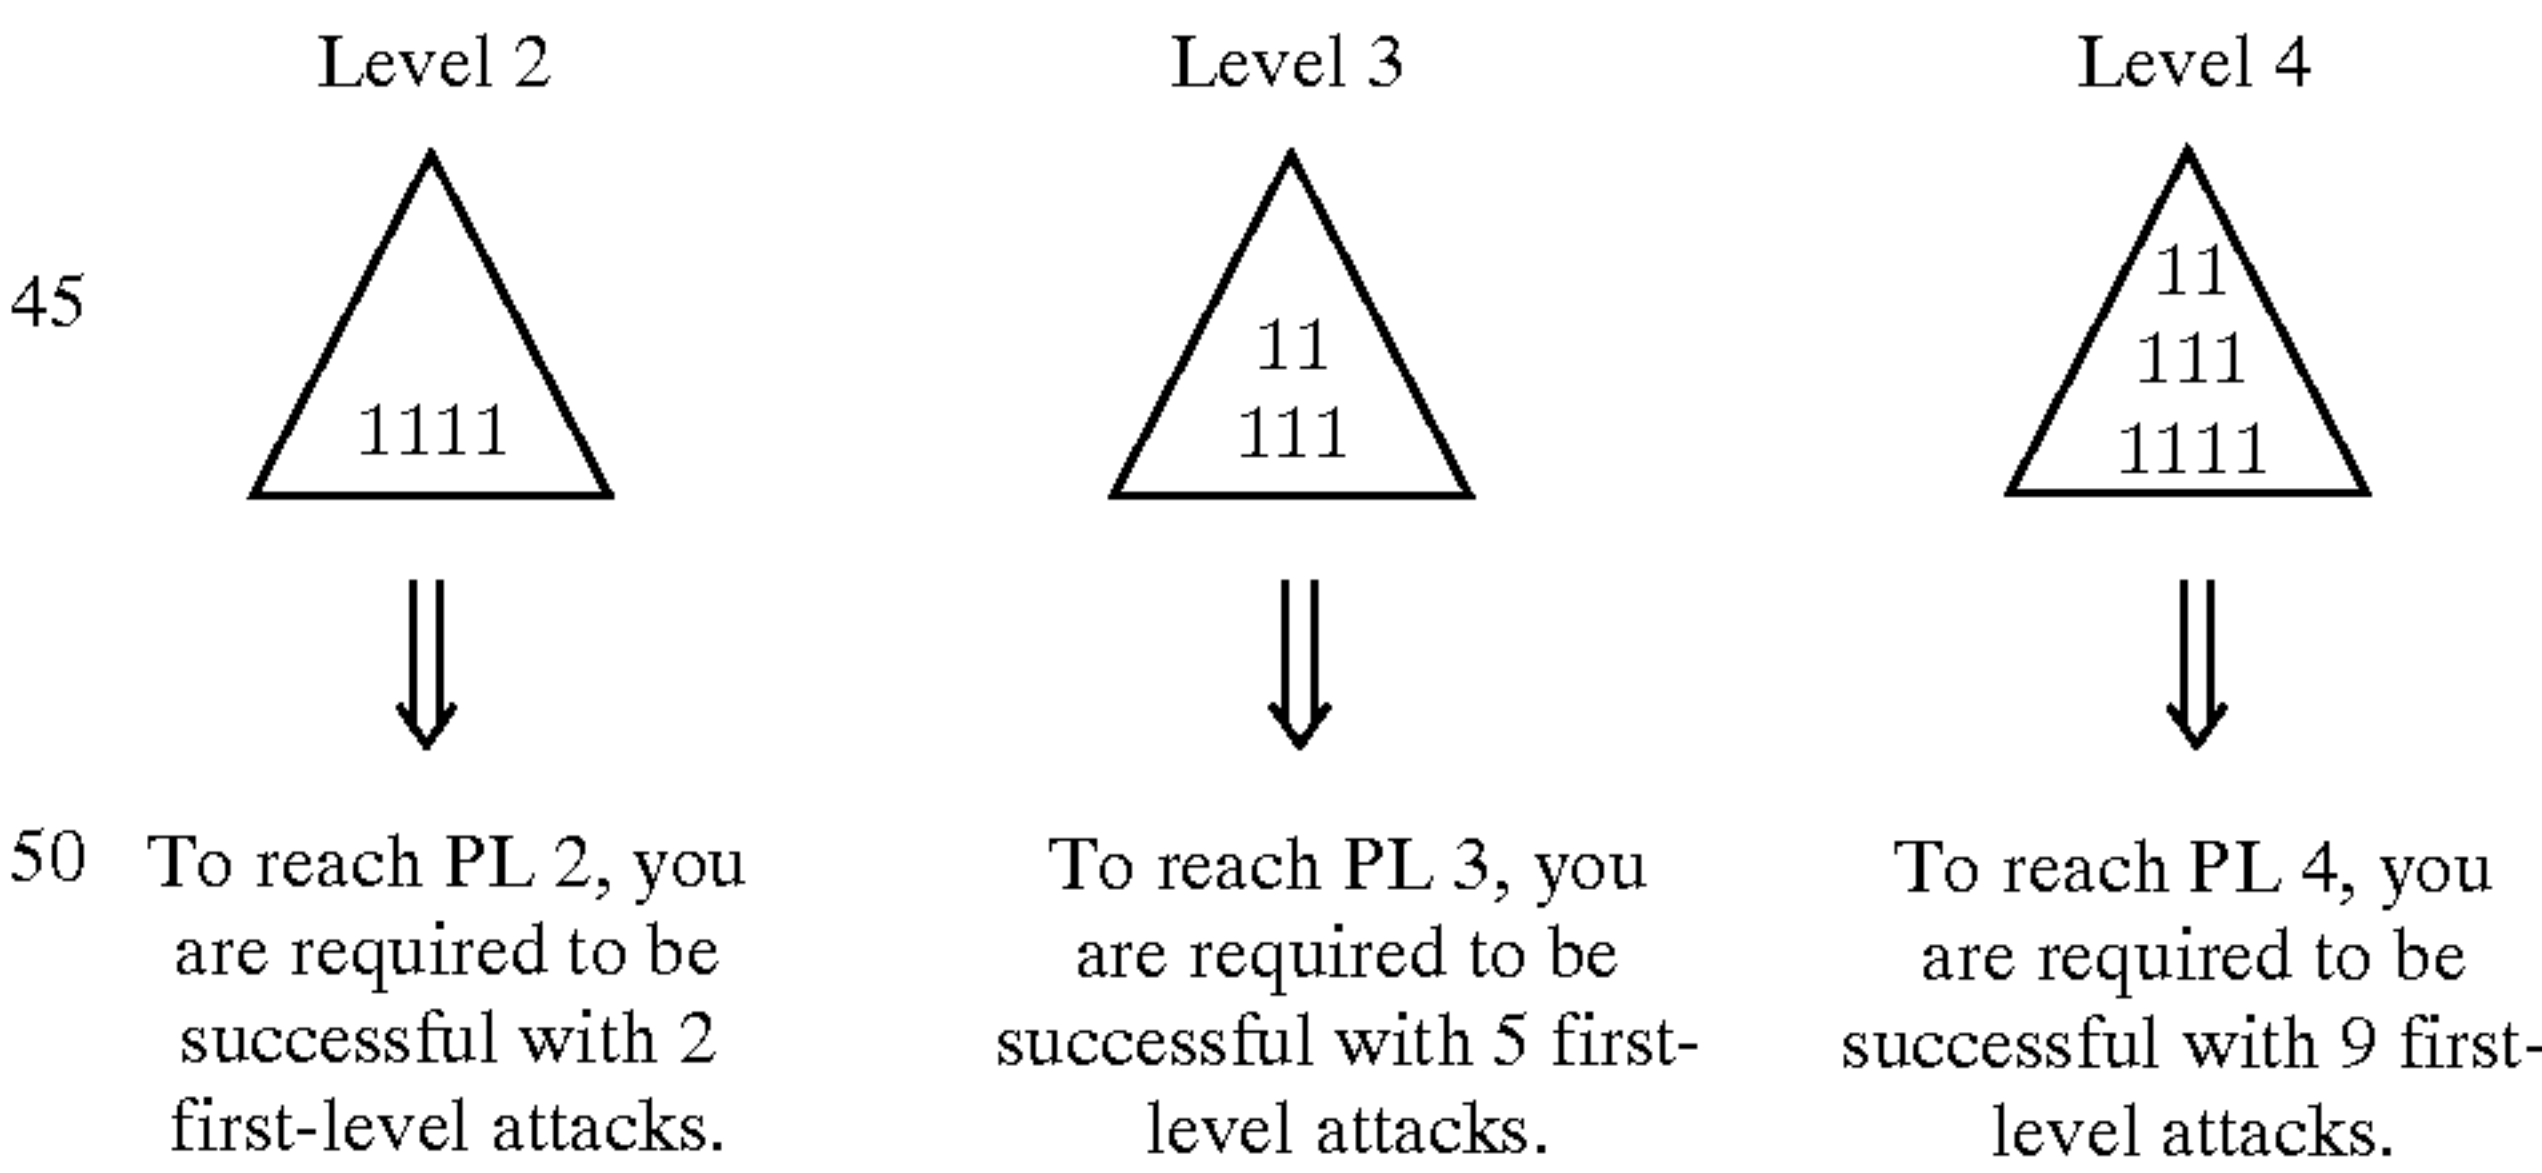 Level 2 Level 3 Level 4
11
45
11 111
1111 111 1111
50 To reach PL 2, you To reach PL 3, you To reach PL 4, you
are required to be are required to be are required to be
successful with 2 successful with 5 first- successful with 9 first-
first-level attacks. level attacks. level attacks.